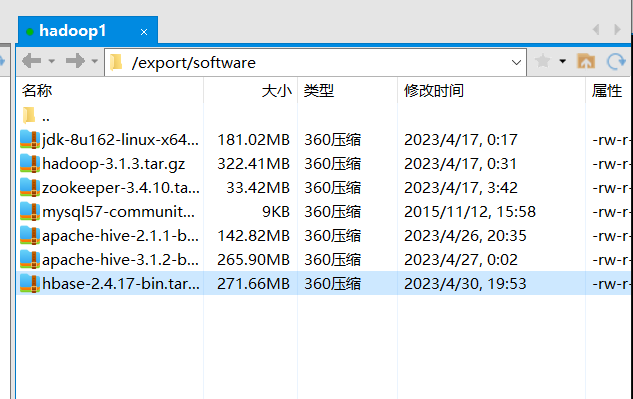 hadoop1 ×
/export/software
名称 大小 类型 修改时间 属性
..
jdk-8u162-linux-x64... 181.02MB 360压缩 2023/4/17, 0:17 -rw-r-
hadoop-3.1.3.tar.gz 322.41MB 360压缩 2023/4/17, 0:31 -rw-r-
zookeeper-3.4.10.ta... 33.42MB 360压缩 2023/4/17, 3:42 -rw-r-
mysql57-communit... 9KB 360压缩 2015/11/12, 15:58 -rw-r-
apache-hive-2.1.1-b... 142.82MB 360压缩 2023/4/26, 20:35 -rw-r-
apache-hive-3.1.2-b... 265.90MB 360压缩 2023/4/27, 0:02 -rw-r-
hbase-2.4.17-bin.tar... 271.66MB 360压缩 2023/4/30, 19:53 -rw-r-